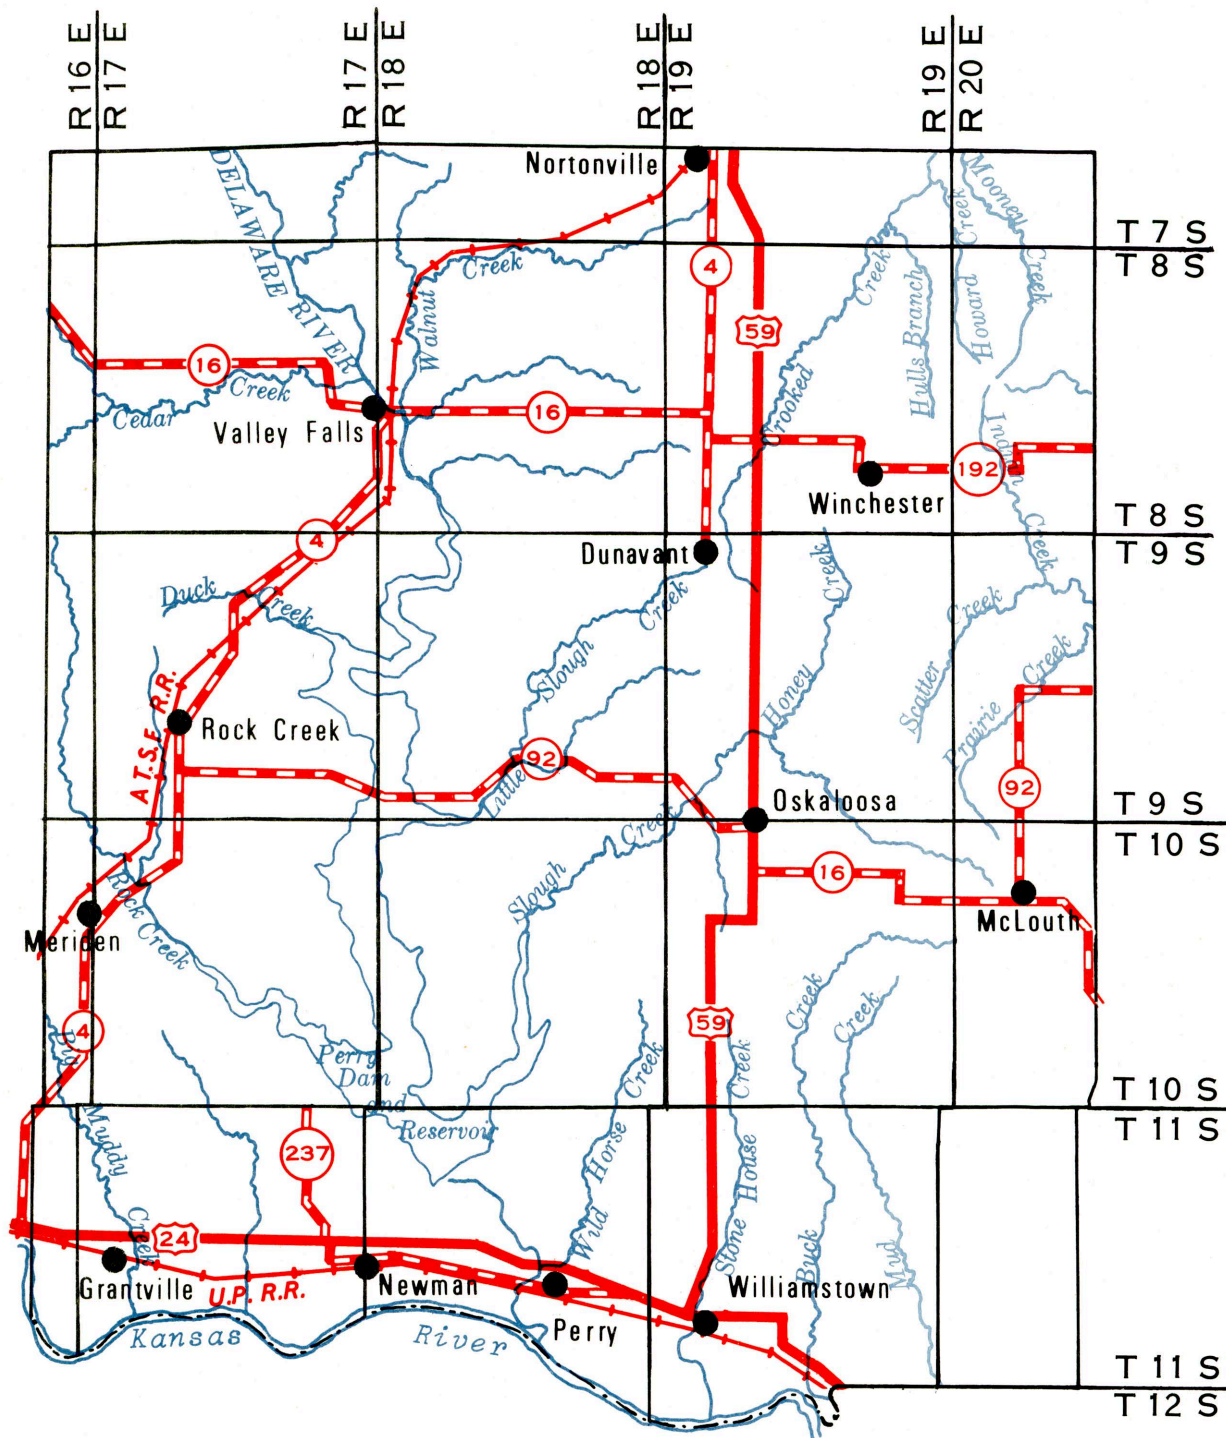 R 16 E
R 17 E
R 17 E
R 18 E
R 18 E
R 19 E
R 19 E
R 20 E
Nortonville
DELAWARE RIVER
Mooney
Creek
Howard Creek
T 7 S
T 8 S
Walnut
Creek
4
59
Crooked
Creek
Hulls Branch
16
Creek
Cedar
Valley Falls
16
Indian
Creek
192
Winchester
T 8 S
T 9 S
4
Dunavant
Duck
Creek
Slough
Creek
Honey
Creek
Scatter
Creek
Prairie
Creek
A.T.S.F. R.R.
Rock Creek
92
Little
92
Oskaloosa
T 9 S
T 10 S
Slough
Creek
16
McLouth
Meriden
Rock Creek
4
59
Creek
Creek
Perry
Dam
and
Reservoir
T 10 S
T 11 S
Big
Muddy
Creek
237
Wild Horse Creek
Stone House Creek
Buck
Mud
24
Grantville
U.P. R.R.
Newman
Perry
Williamstown
Kansas
River
T 11 S
T 12 S